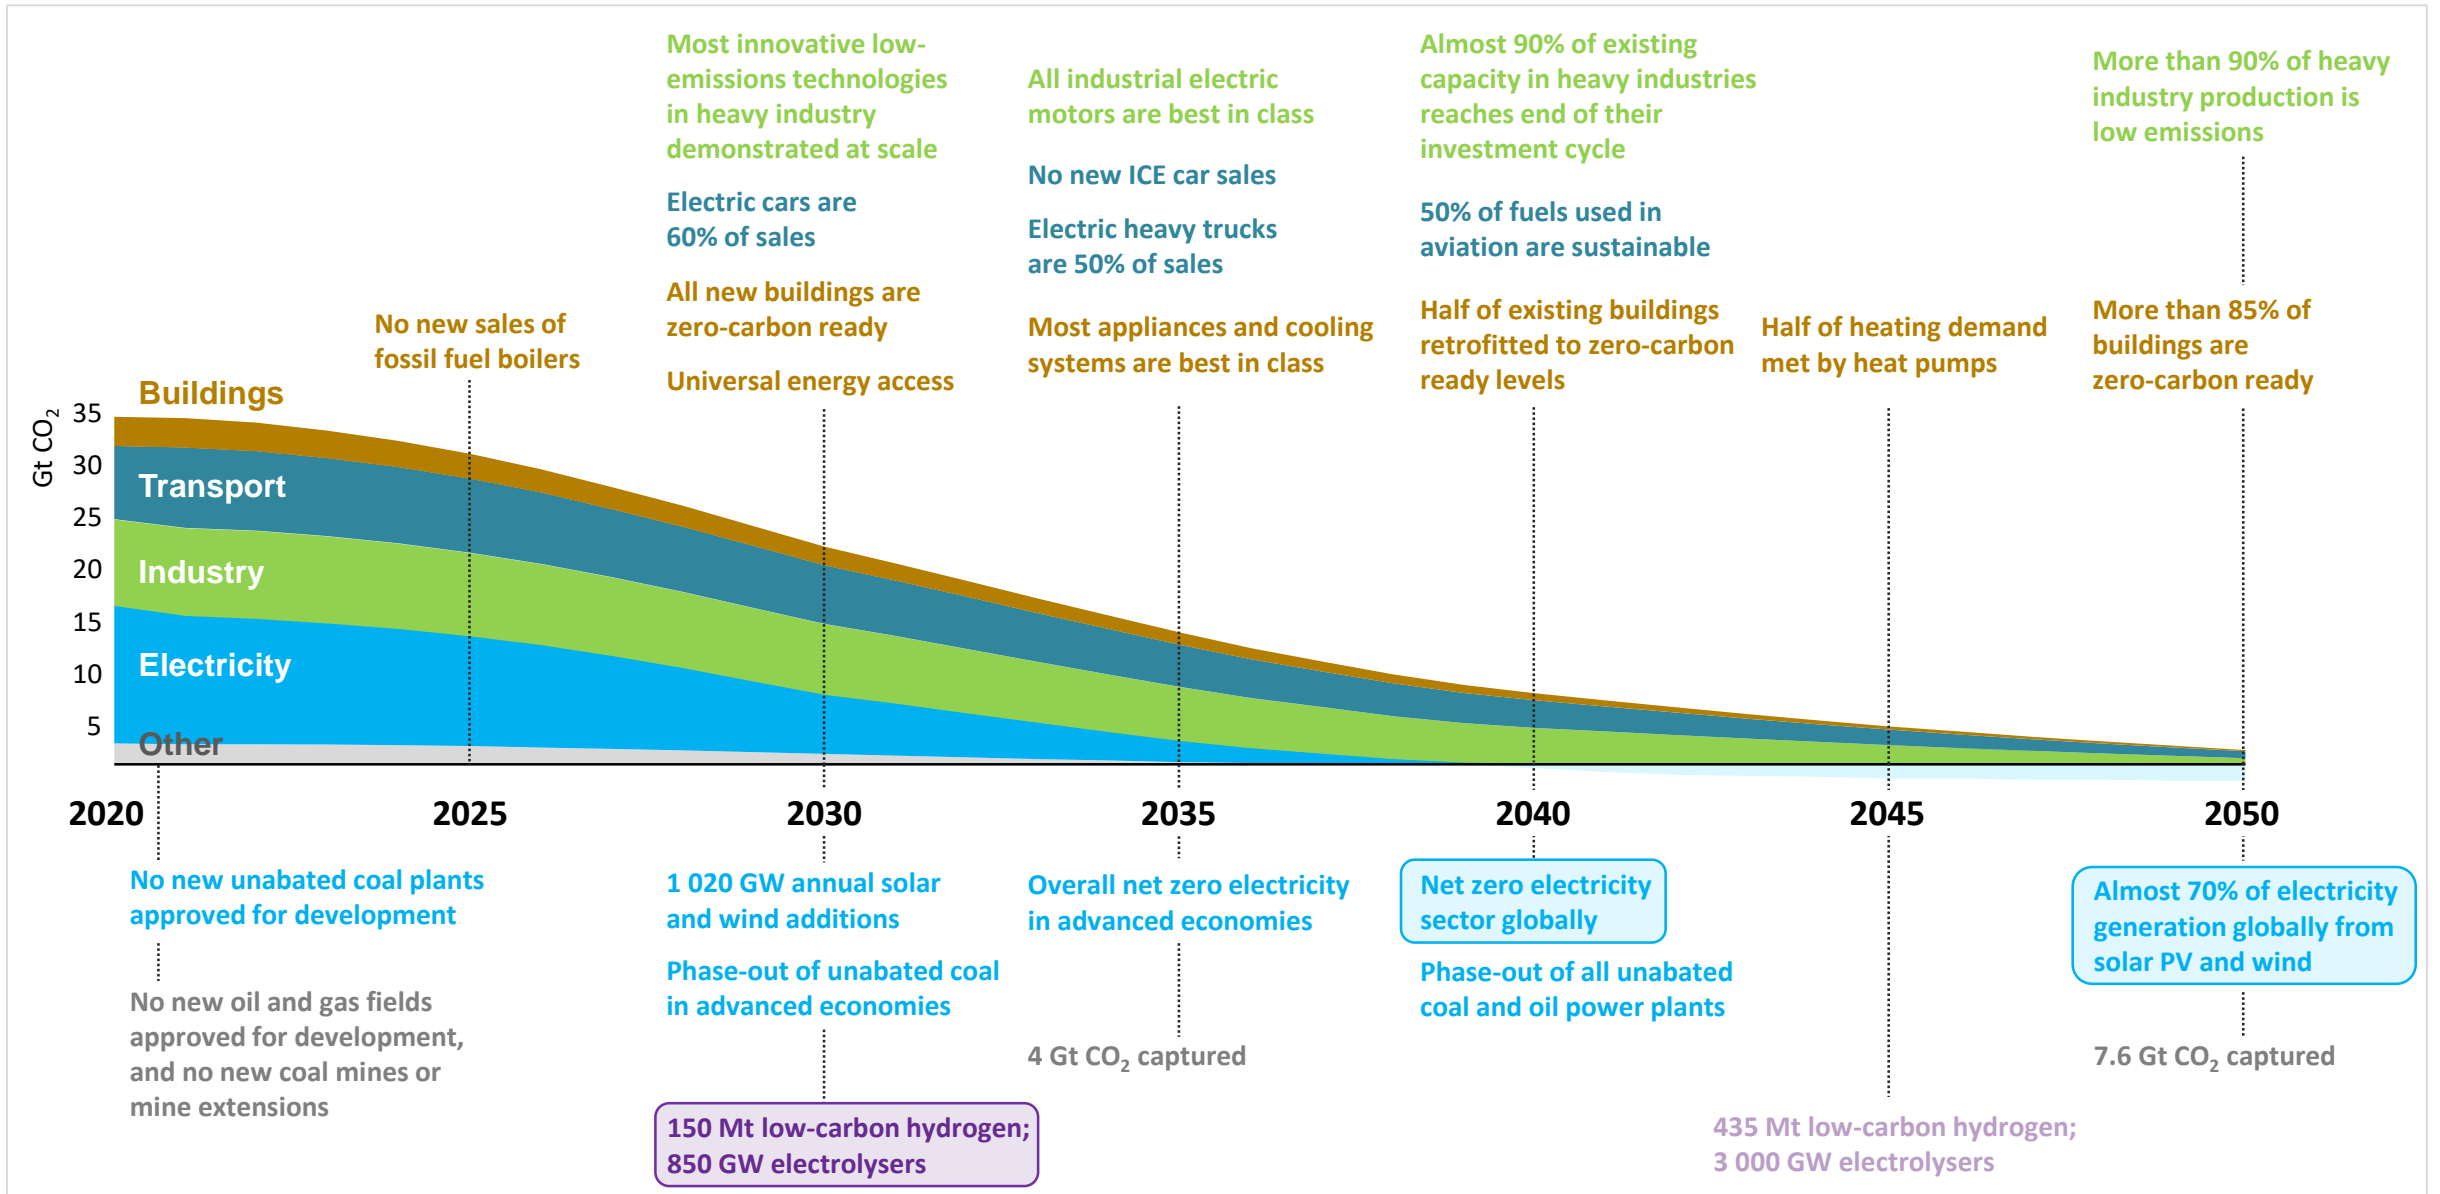 Most innovative low-
emissions technologies
in heavy industry
demonstrated at scale
Electric cars are
60% of sales
All new buildings are
zero-carbon ready
Universal energy access
All industrial electric
motors are best in class
No new ICE car sales
Electric heavy trucks
are 50% of sales
Most appliances and cooling
systems are best in class
Almost 90% of existing
capacity in heavy industries
reaches end of their
investment cycle
50% of fuels used in
aviation are sustainable
Half of existing buildings
retrofitted to zero-carbon
ready levels
Half of heating demand
met by heat pumps
More than 90% of heavy
industry production is
low emissions
More than 85% of
buildings are
zero-carbon ready
No new sales of
fossil fuel boilers
Gt CO₂
35
30
25
20
15
10
5
Buildings
Transport
Industry
Electricity
Other
2020
2025
2030
2035
2040
2045
2050
No new unabated coal plants
approved for development
No new oil and gas fields
approved for development,
and no new coal mines or
mine extensions
1 020 GW annual solar
and wind additions
Phase-out of unabated coal
in advanced economies
150 Mt low-carbon hydrogen;
850 GW electrolysers
Overall net zero electricity
in advanced economies
4 Gt CO₂ captured
Net zero electricity
sector globally
Phase-out of all unabated
coal and oil power plants
435 Mt low-carbon hydrogen;
3 000 GW electrolysers
Almost 70% of electricity
generation globally from
solar PV and wind
7.6 Gt CO₂ captured